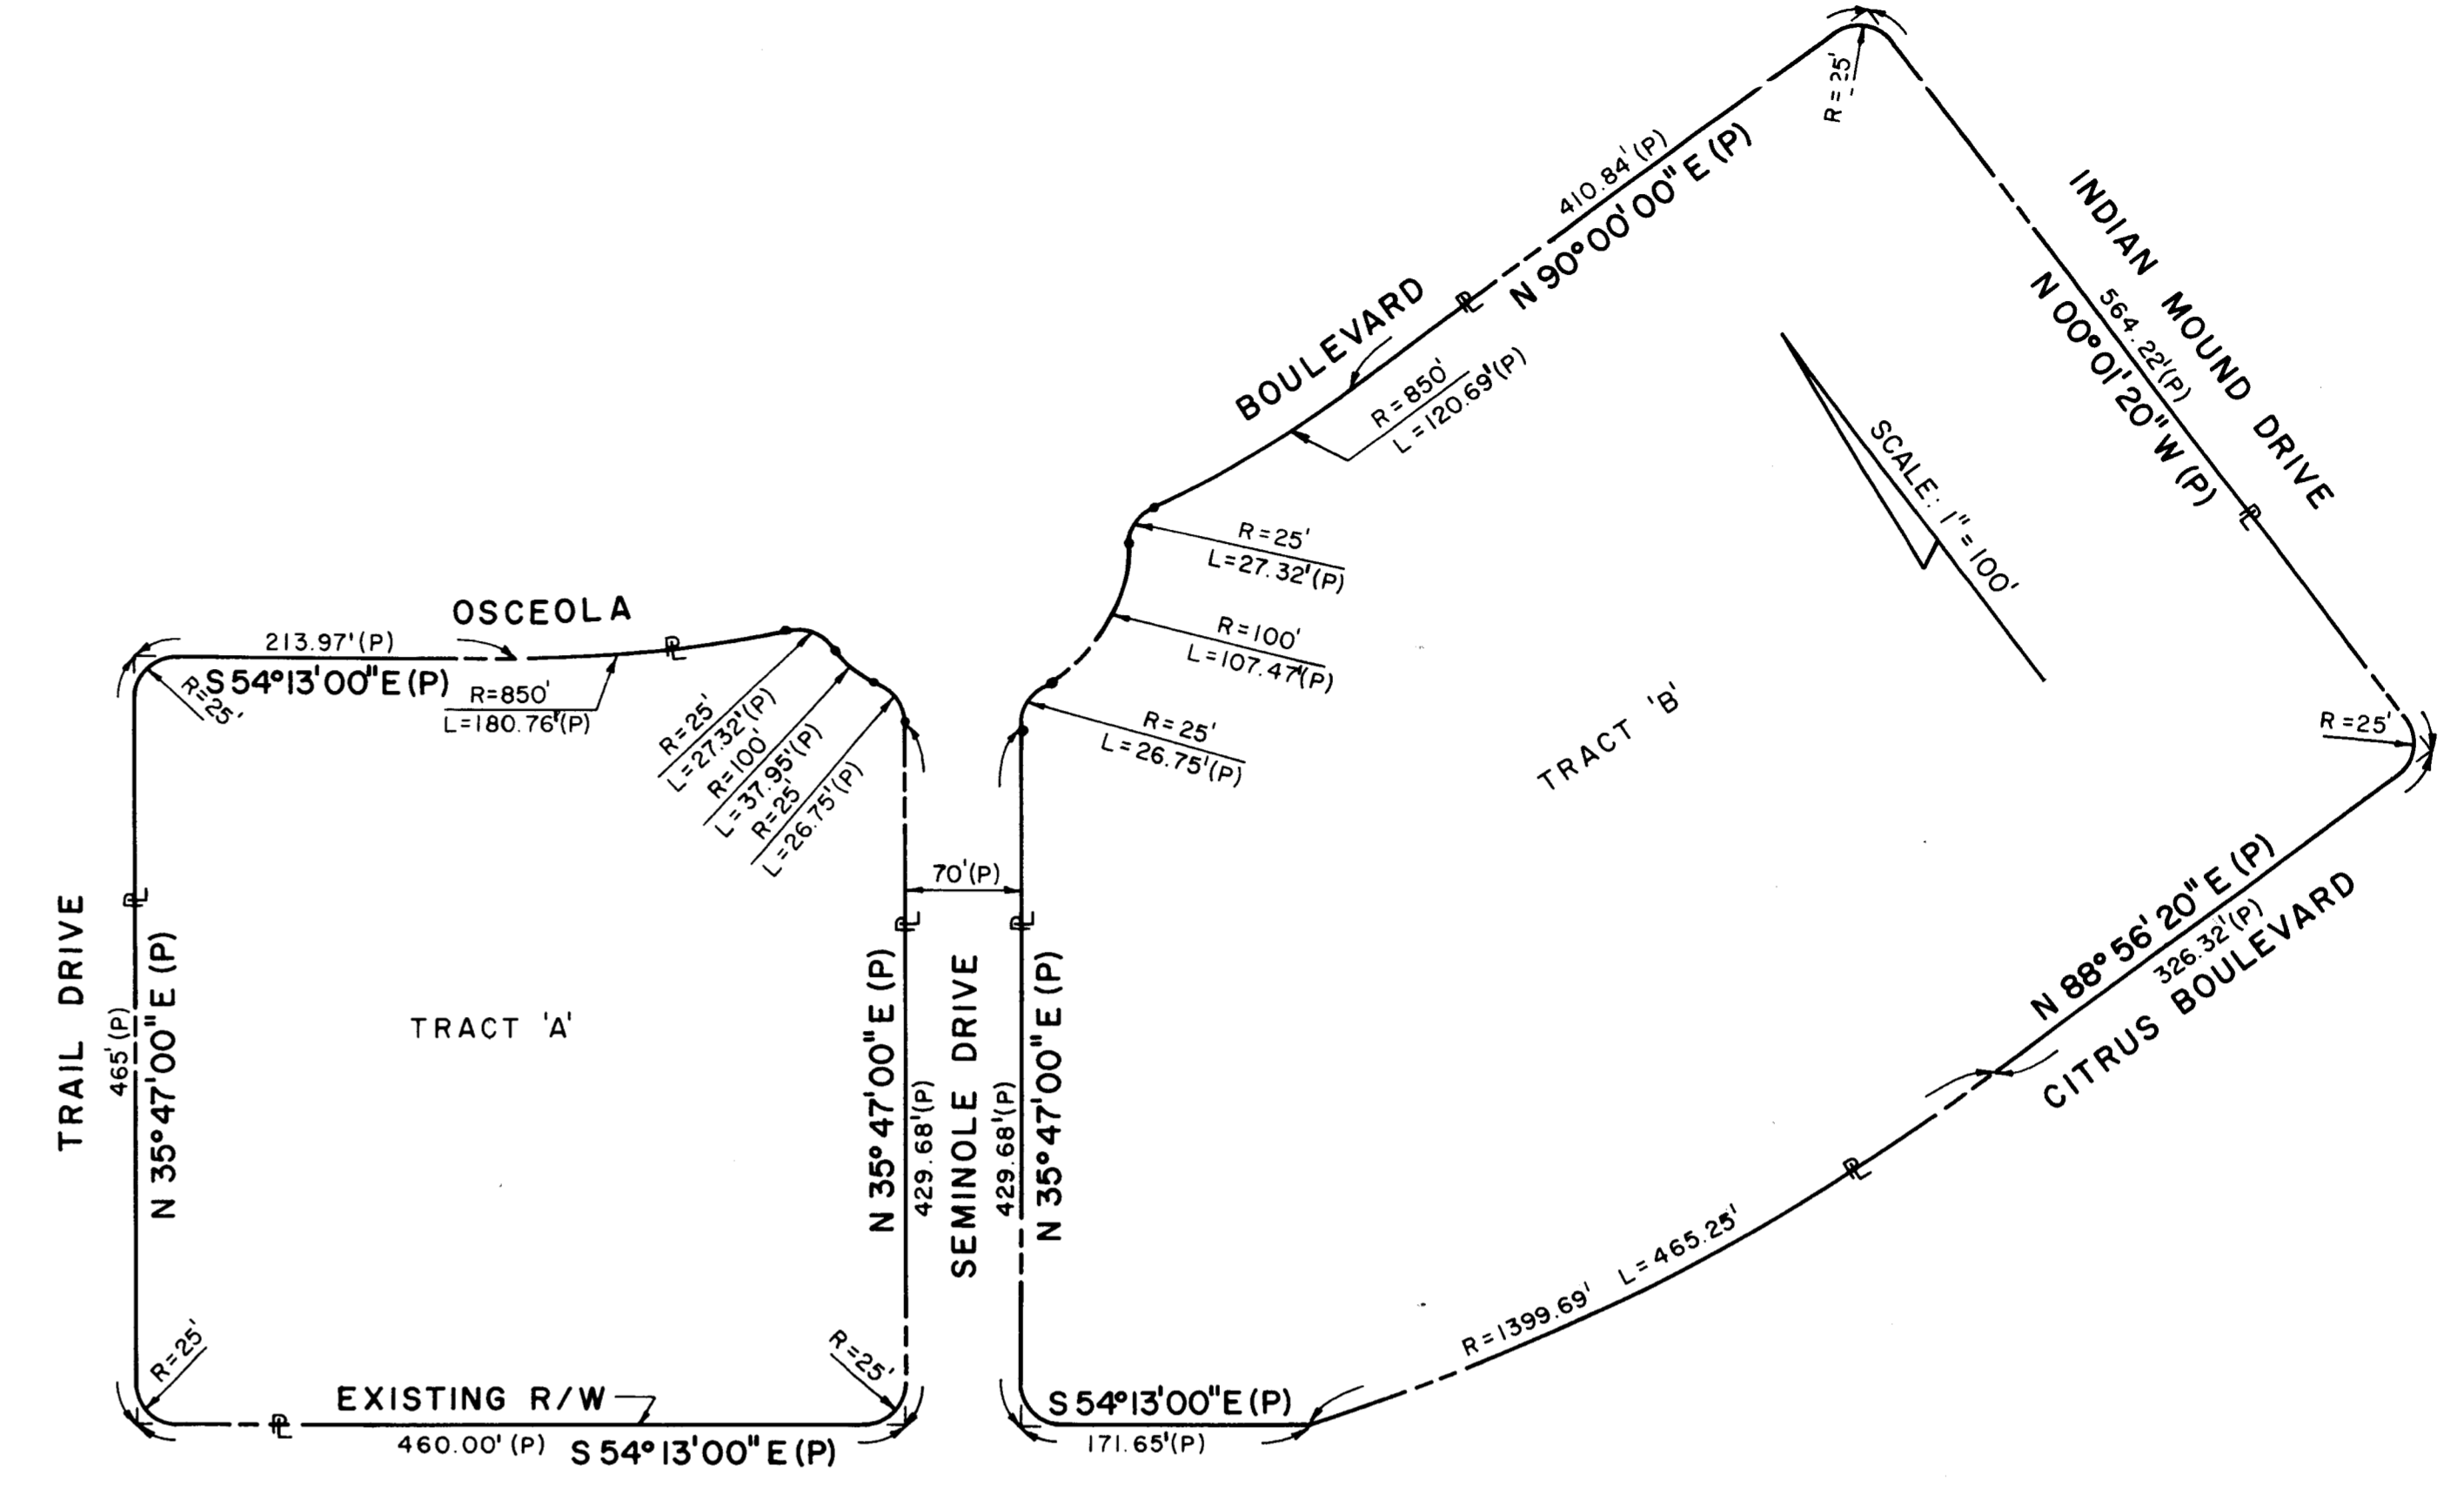 R=25'
410.84'(P)
N 90°00'00" E (P)
INDIAN MOUND DRIVE
564.22'(P)
N 00°01'20" W (P)
BOULEVARD
R=850'
L=120.69'(P)
SCALE: 1"=100'
R=25'
L=27.32'(P)
R=100'
L=107.47'(P)
R=25'
L=26.75'(P)
TRACT 'B'
R=25'
N 88°56'20" E (P)
326.32'(P)
CITRUS BOULEVARD
OSCEOLA
213.97'(P)
S 54°13'00" E (P)
R=25'
R=850'
L=180.76'(P)
R=25'
L=27.32'(P)
R=100'
L=37.95'(P)
R=25'
L=26.75'(P)
70'(P)
TRAIL DRIVE
465'(P)
N 35°47'00" E (P)
TRACT 'A'
N 35°47'00" E (P)
429.68'(P)
SEMINOLE DRIVE
429.68'(P)
N 35°47'00" E (P)
R=1399.69' L=465.25'
R=25'
R=25'
EXISTING R/W
460.00'(P) S 54°13'00" E (P)
S 54°13'00" E (P)
171.65'(P)